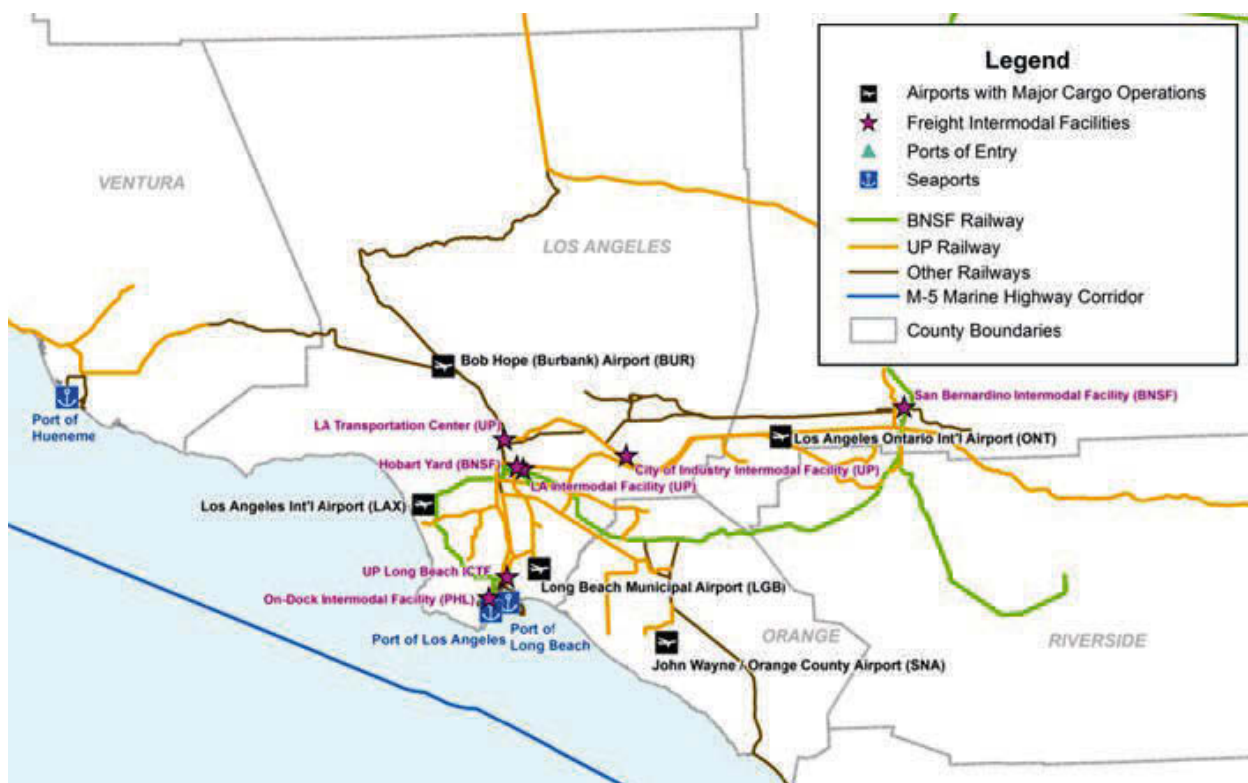 Legend
Airports with Major Cargo Operations
Freight Intermodal Facilities
Ports of Entry
Seaports
BNSF Railway
UP Railway
Other Railways
M-5 Marine Highway Corridor
County Boundaries
VENTURA
LOS ANGELES
Bob Hope (Burbank) Airport (BUR)
San Bernardino Intermodal Facility (BNSF)
Port of
Hueneme
LA Transportation Center (UP)
Los Angeles Ontario Int'l Airport (ONT)
Hobart Yard (BNSF)
City of Industry Intermodal Facility (UP)
LA Intermodal Facility (UP)
Los Angeles Int'l Airport (LAX)
UP Long Beach ICTF
Long Beach Municipal Airport (LGB)
On-Dock Intermodal Facility (PHL)
Port of Los Angeles
Port of
Long Beach
ORANGE
RIVERSIDE
John Wayne / Orange County Airport (SNA)